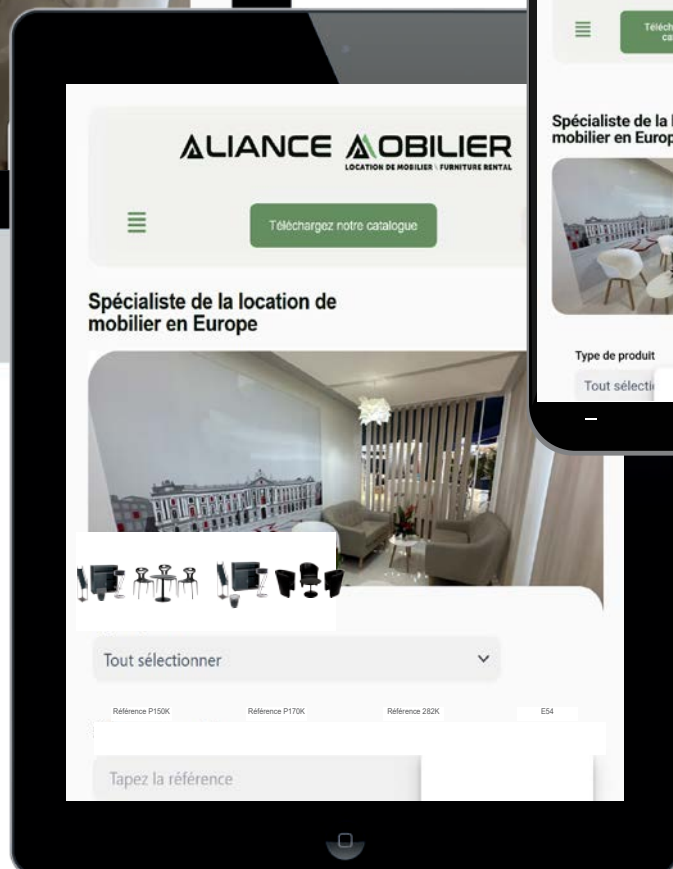 ALIANCE MOBILIER
LOCATION DE MOBILIER \ FURNITURE RENTAL
Téléchargez notre catalogue
Spécialiste de la location de
mobilier en Europe
Tout sélectionner
Référence P150K
Référence P170K
Référence 282K
E54
Tapez la référence
Spécialiste de la
mobilier en
Type de produit
Tout